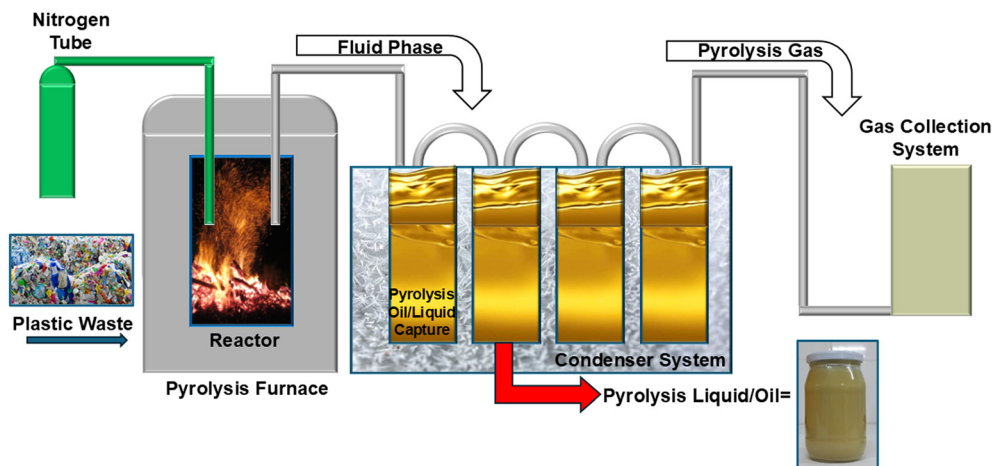 Nitrogen
Tube
Fluid Phase
Pyrolysis Gas
Gas Collection
System
Plastic Waste
Reactor
Pyrolysis Furnace
Pyrolysis
Oil/Liquid
Capture
Condenser System
Pyrolysis Liquid/Oil=